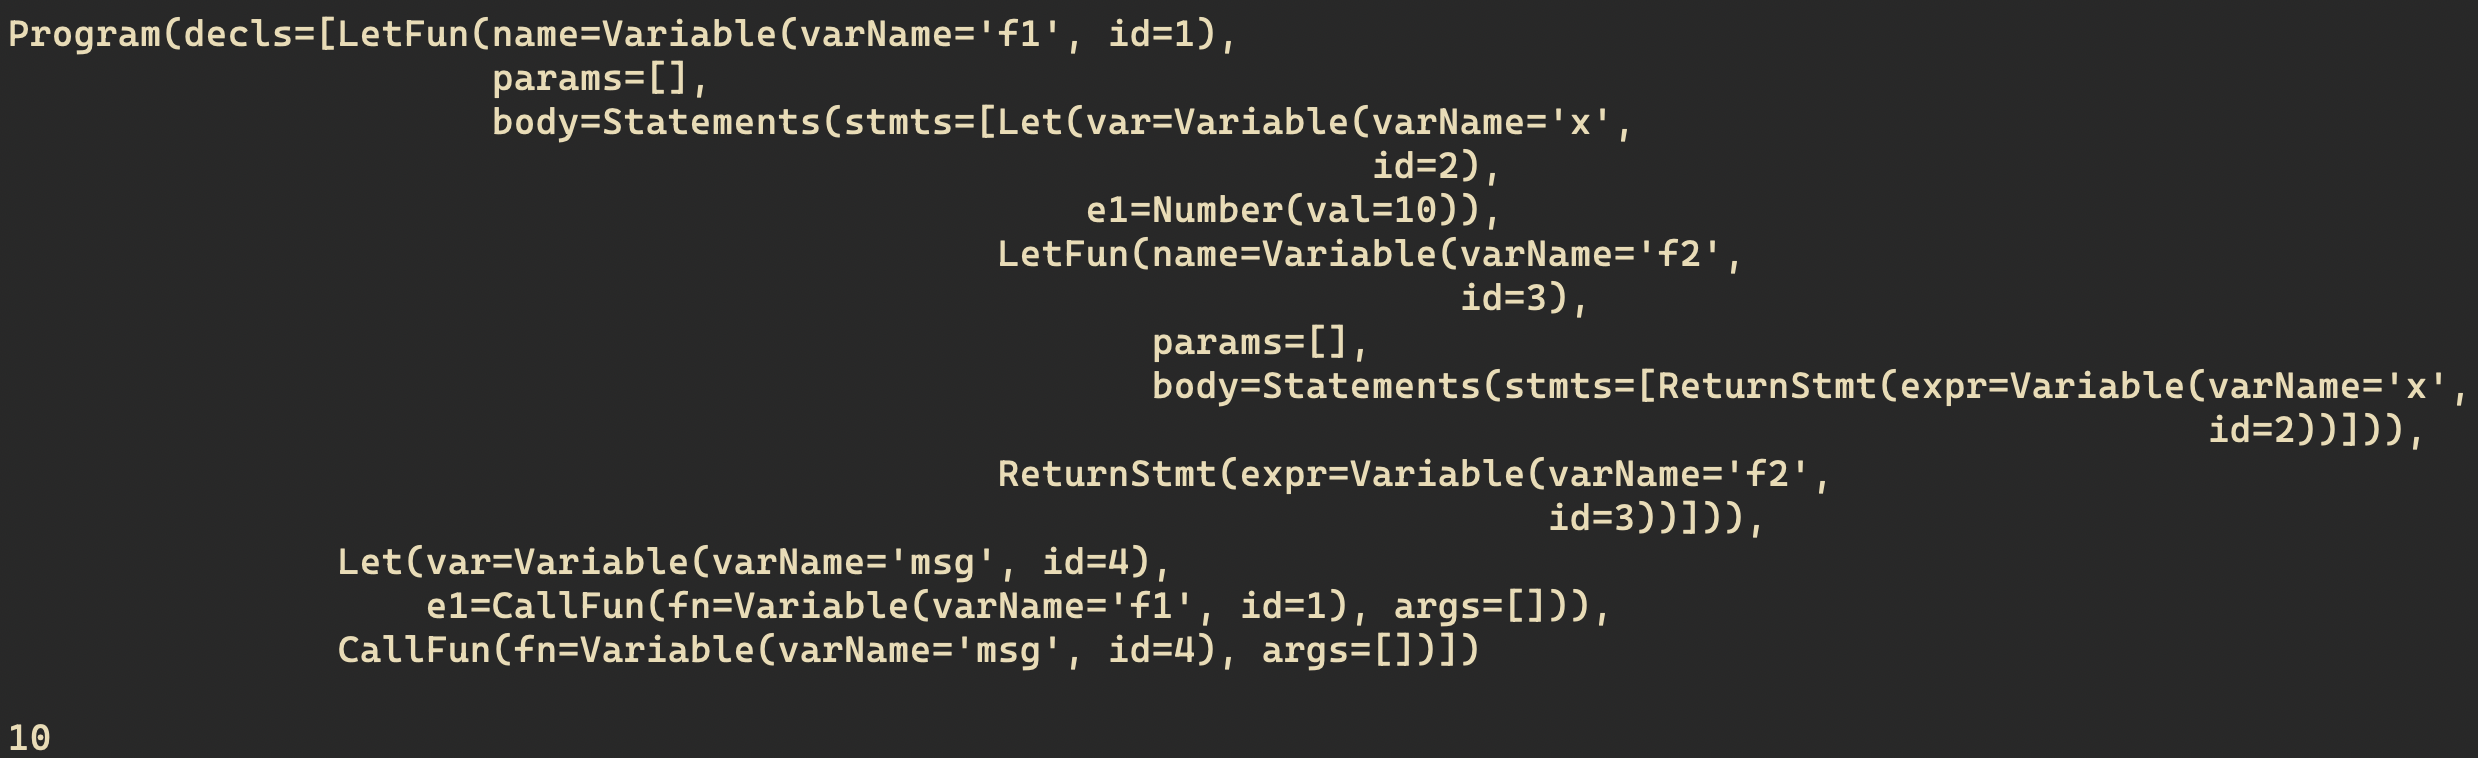 Program(decls=[LetFun(name=Variable(varName='f1', id=1),
                      params=[],
                      body=Statements(stmts=[Let(var=Variable(varName='x',
                                                              id=2),
                                                 e1=Number(val=10)),
                                             LetFun(name=Variable(varName='f2',
                                                                  id=3),
                                                    params=[],
                                                    body=Statements(stmts=[ReturnStmt(expr=Variable(varName='x',
                                                                                                    id=2))])),
                                             ReturnStmt(expr=Variable(varName='f2',
                                                                      id=3))])),
               Let(var=Variable(varName='msg', id=4),
                   e1=CallFun(fn=Variable(varName='f1', id=1), args=[])),
               CallFun(fn=Variable(varName='msg', id=4), args=[])])
10